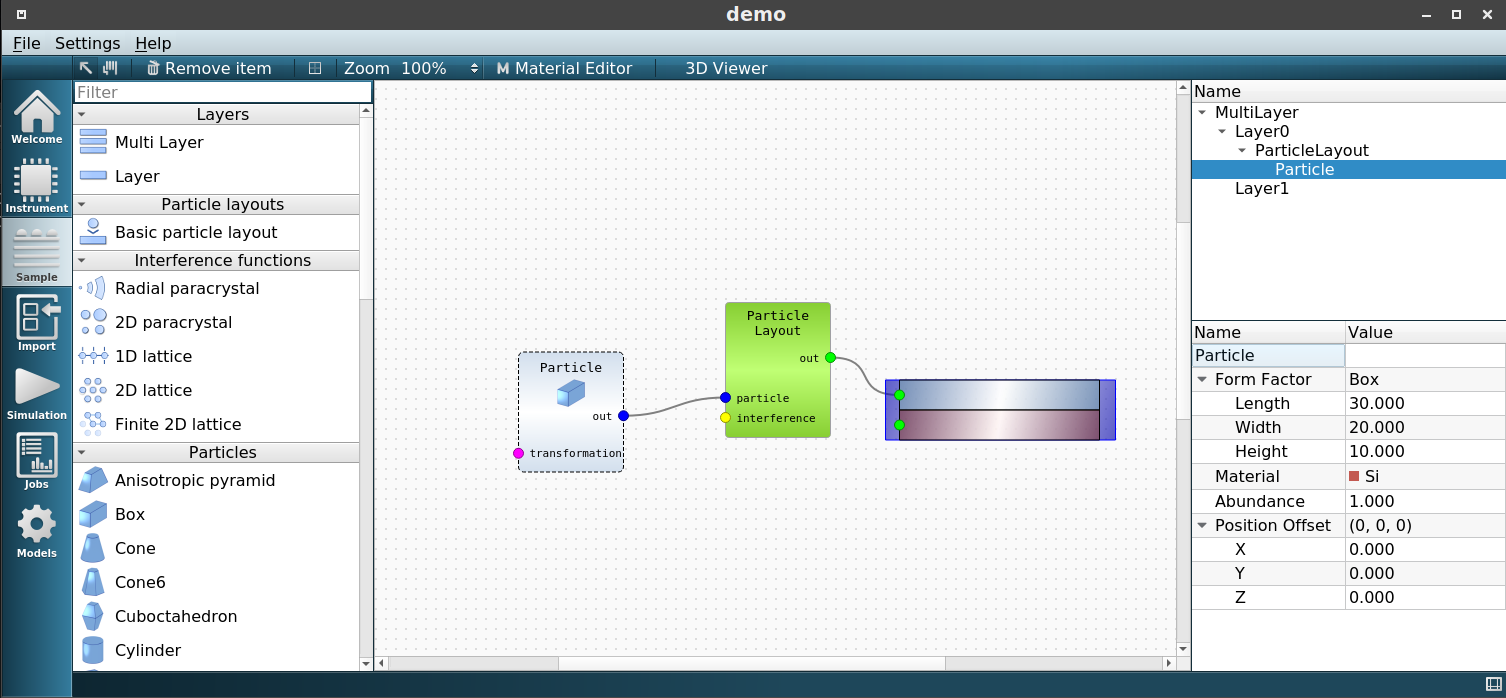 demo
File Settings Help
Remove item Zoom 100% M Material Editor 3D Viewer
Welcome
Instrument
Sample
Import
Simulation
Jobs
Models
Filter
Layers
Multi Layer
Layer
Particle layouts
Basic particle layout
Interference functions
Radial paracrystal
2D paracrystal
1D lattice
2D lattice
Finite 2D lattice
Particles
Anisotropic pyramid
Box
Cone
Cone6
Cuboctahedron
Cylinder
Particle
out
transformation
Particle
Layout
out
particle
interference
Name
MultiLayer
Layer0
ParticleLayout
Particle
Layer1
Name Value
Particle
Form Factor Box
Length 30.000
Width 20.000
Height 10.000
Material Si
Abundance 1.000
Position Offset (0, 0, 0)
X 0.000
Y 0.000
Z 0.000